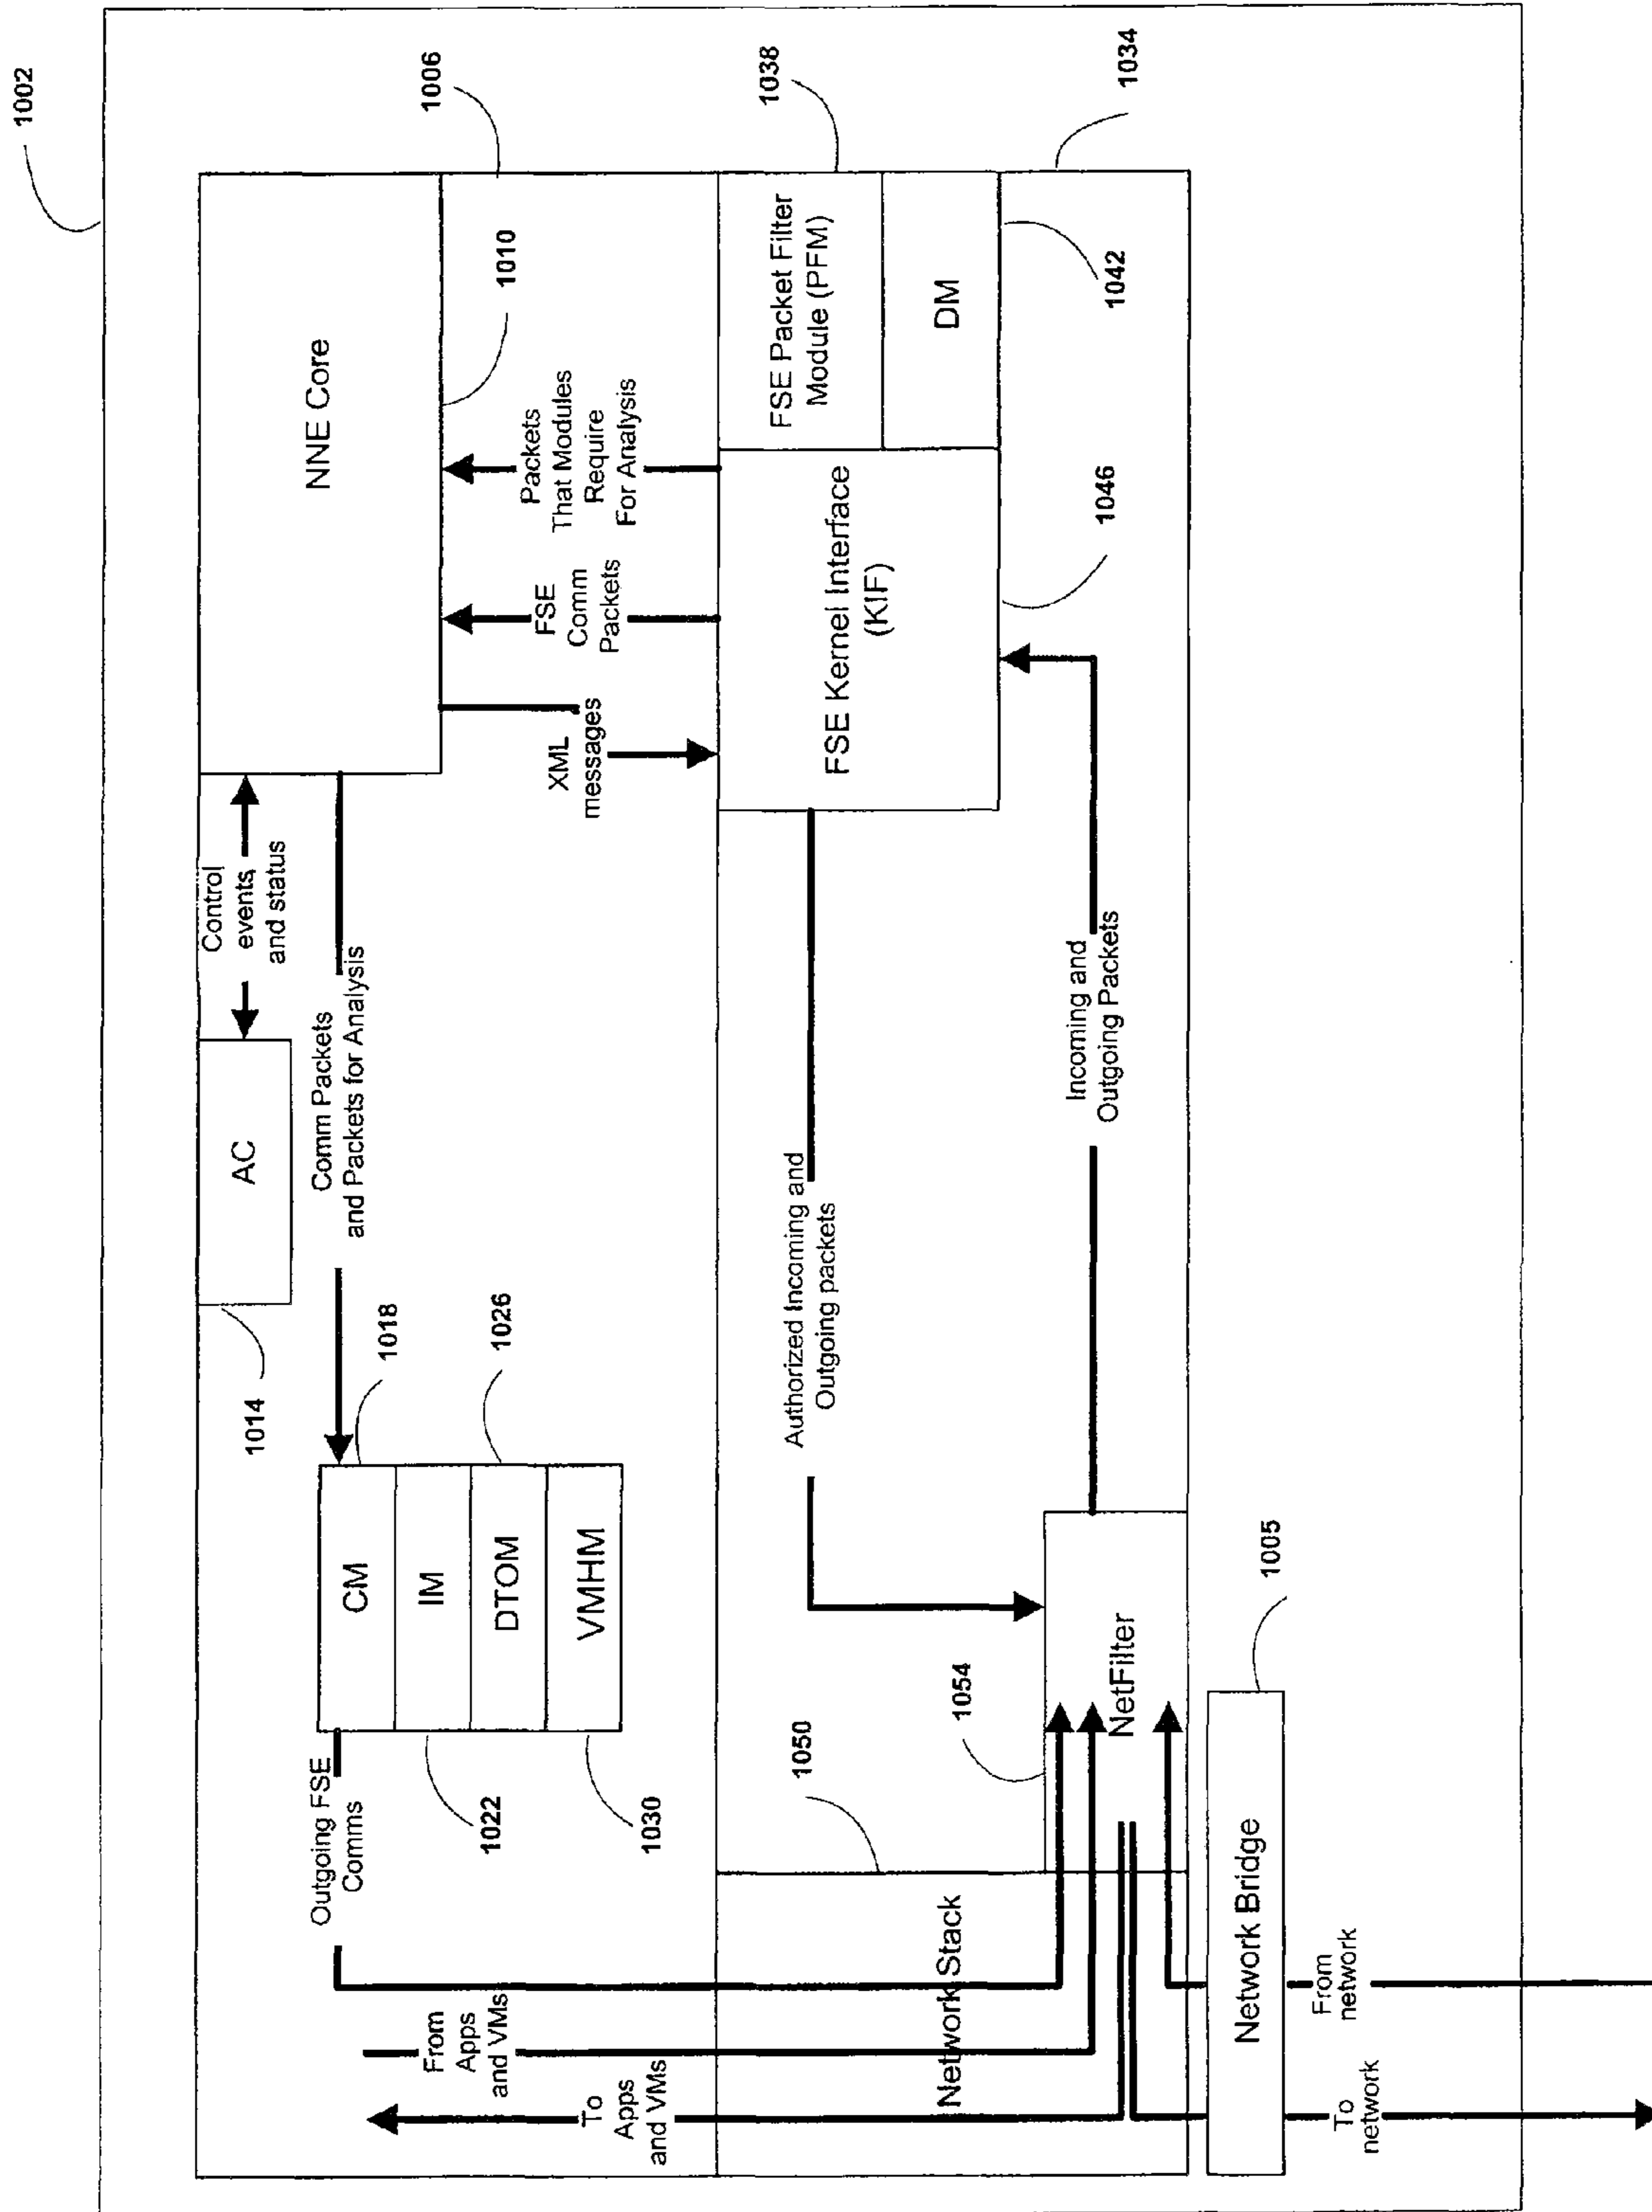 1002
1006
NNE Core
1010
Control
events
and status
AC
1014
Comm Packets
and Packets for Analysis
1018
CM
IM
DTOM
VMHM
1026
1022
1030
Outgoing FSE
Comms
From
Apps
and VMs
To
Apps
and VMs
Packets
That Modules
Require
For Analysis
FSE
Comm
Packets
XML
messages
1038
FSE Packet Filter
Module (PFM)
DM
1034
1042
FSE Kernel Interface
(KIF)
1046
Authorized Incoming and
Outgoing packets
Incoming and
Outgoing Packets
1050
Network Stack
1054
NetFilter
1005
Network Bridge
From
network
To
network